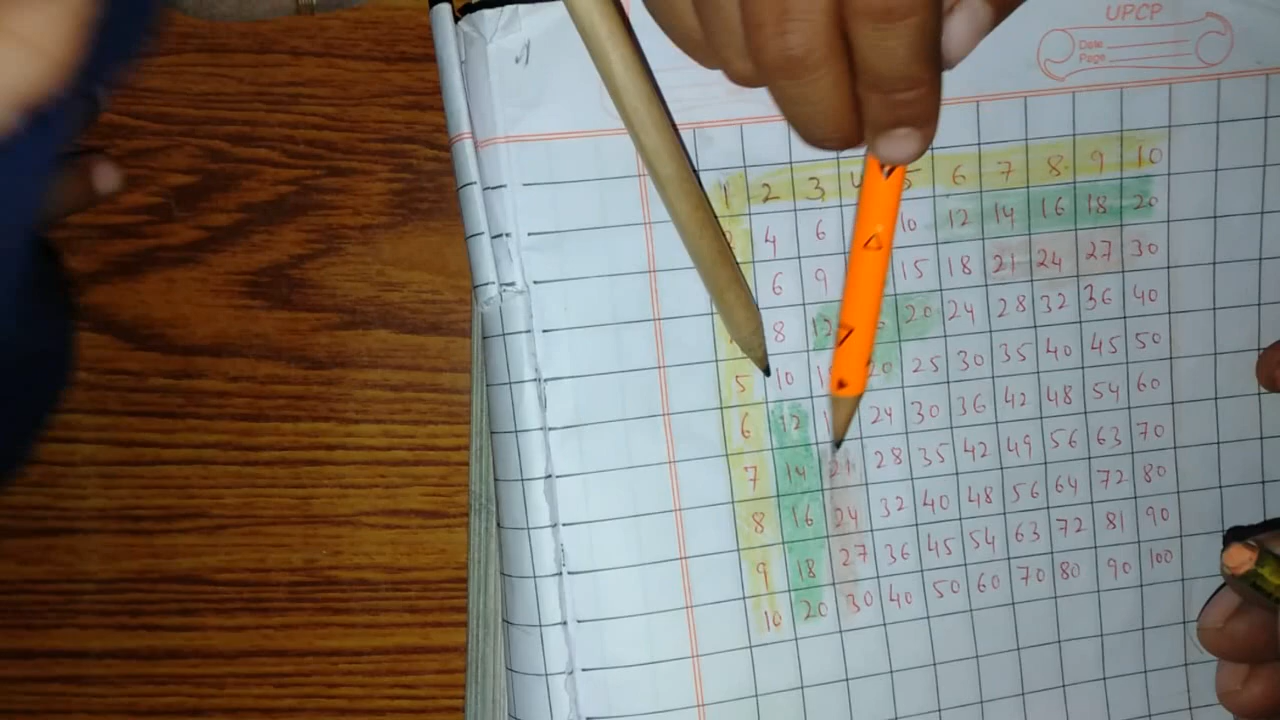 UPCP
Date
Page
1 2 3 4 5 6 7 8 9 10
4 6 10 12 14 16 18 20
6 9 15 18 21 24 27 30
8 12 20 24 28 32 36 40
5 10 20 25 30 35 40 45 50
6 12 24 30 36 42 48 54 60
7 14 21 28 35 42 49 56 63 70
8 16 24 32 40 48 56 64 72 80
9 18 27 36 45 54 63 72 81 90
10 20 30 40 50 60 70 80 90 100